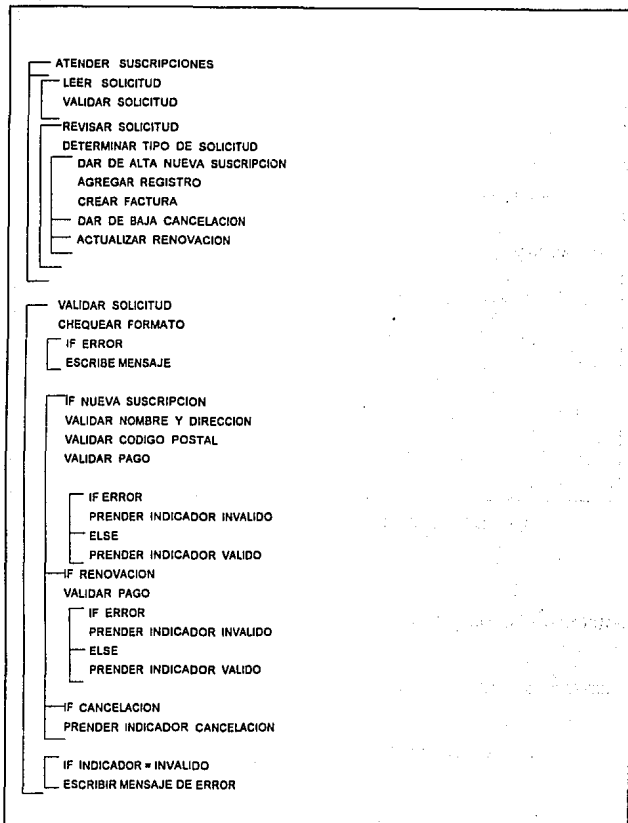 ATENDER SUSCRIPCIONES
LEER SOLICITUD
VALIDAR SOLICITUD
REVISAR SOLICITUD
DETERMINAR TIPO DE SOLICITUD
DAR DE ALTA NUEVA SUSCRIPCION
AGREGAR REGISTRO
CREAR FACTURA
DAR DE BAJA CANCELACION
ACTUALIZAR RENOVACION
VALIDAR SOLICITUD
CHEQUEAR FORMATO
IF ERROR
ESCRIBE MENSAJE
IF NUEVA SUSCRIPCION
VALIDAR NOMBRE Y DIRECCION
VALIDAR CODIGO POSTAL
VALIDAR PAGO
IF ERROR
PRENDER INDICADOR INVALIDO
ELSE
PRENDER INDICADOR VALIDO
IF RENOVACION
VALIDAR PAGO
IF ERROR
PRENDER INDICADOR INVALIDO
ELSE
PRENDER INDICADOR VALIDO
IF CANCELACION
PRENDER INDICADOR CANCELACION
IF INDICADOR = INVALIDO
ESCRIBIR MENSAJE DE ERROR